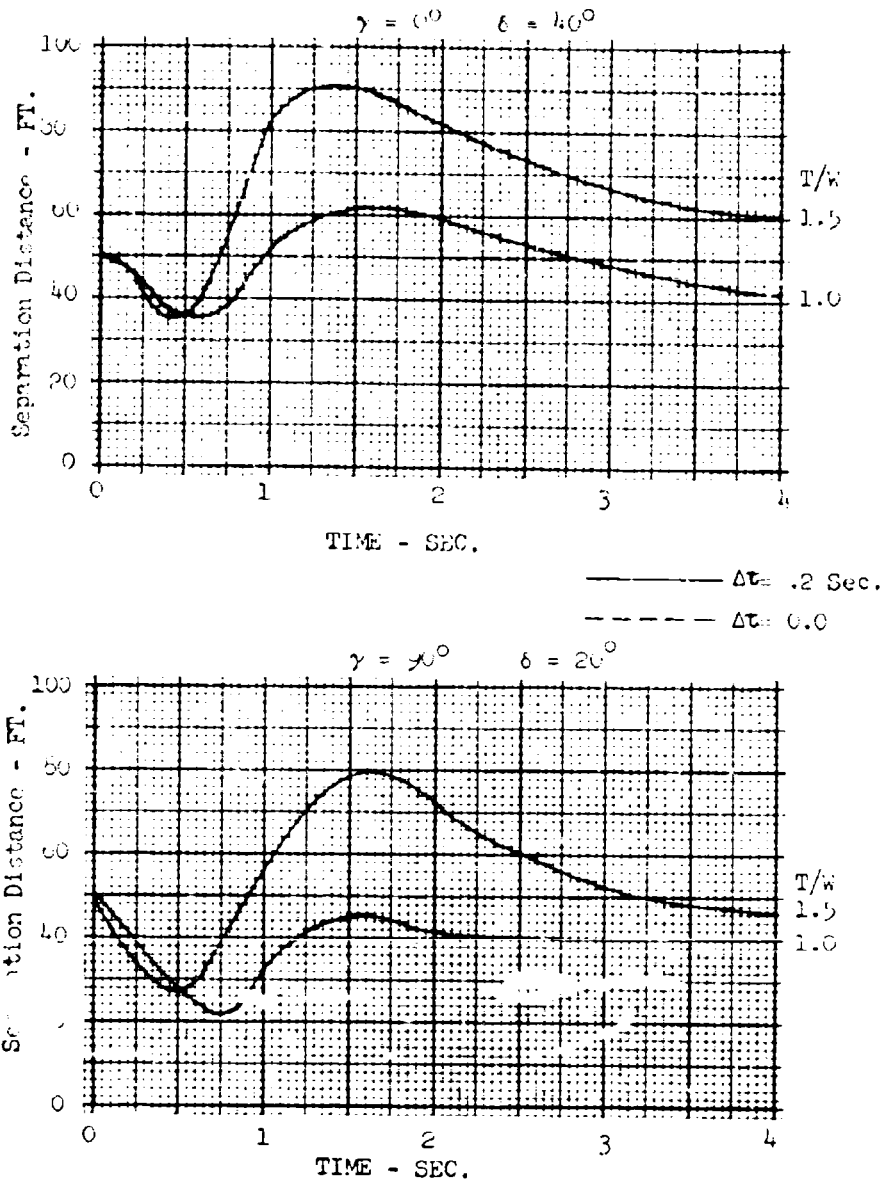 δ = 40°
100
60
40
20
0
Separation Distance - FT.
0 1 2 3 4
TIME - SEC.
T/W
1.5
1.0
Δt= .2 Sec.
Δt= 0.0
γ = 90° δ = 20°
100
60
40
0
Distance - FT.
0 1 2 3 4
TIME - SEC.
T/W
1.5
1.0